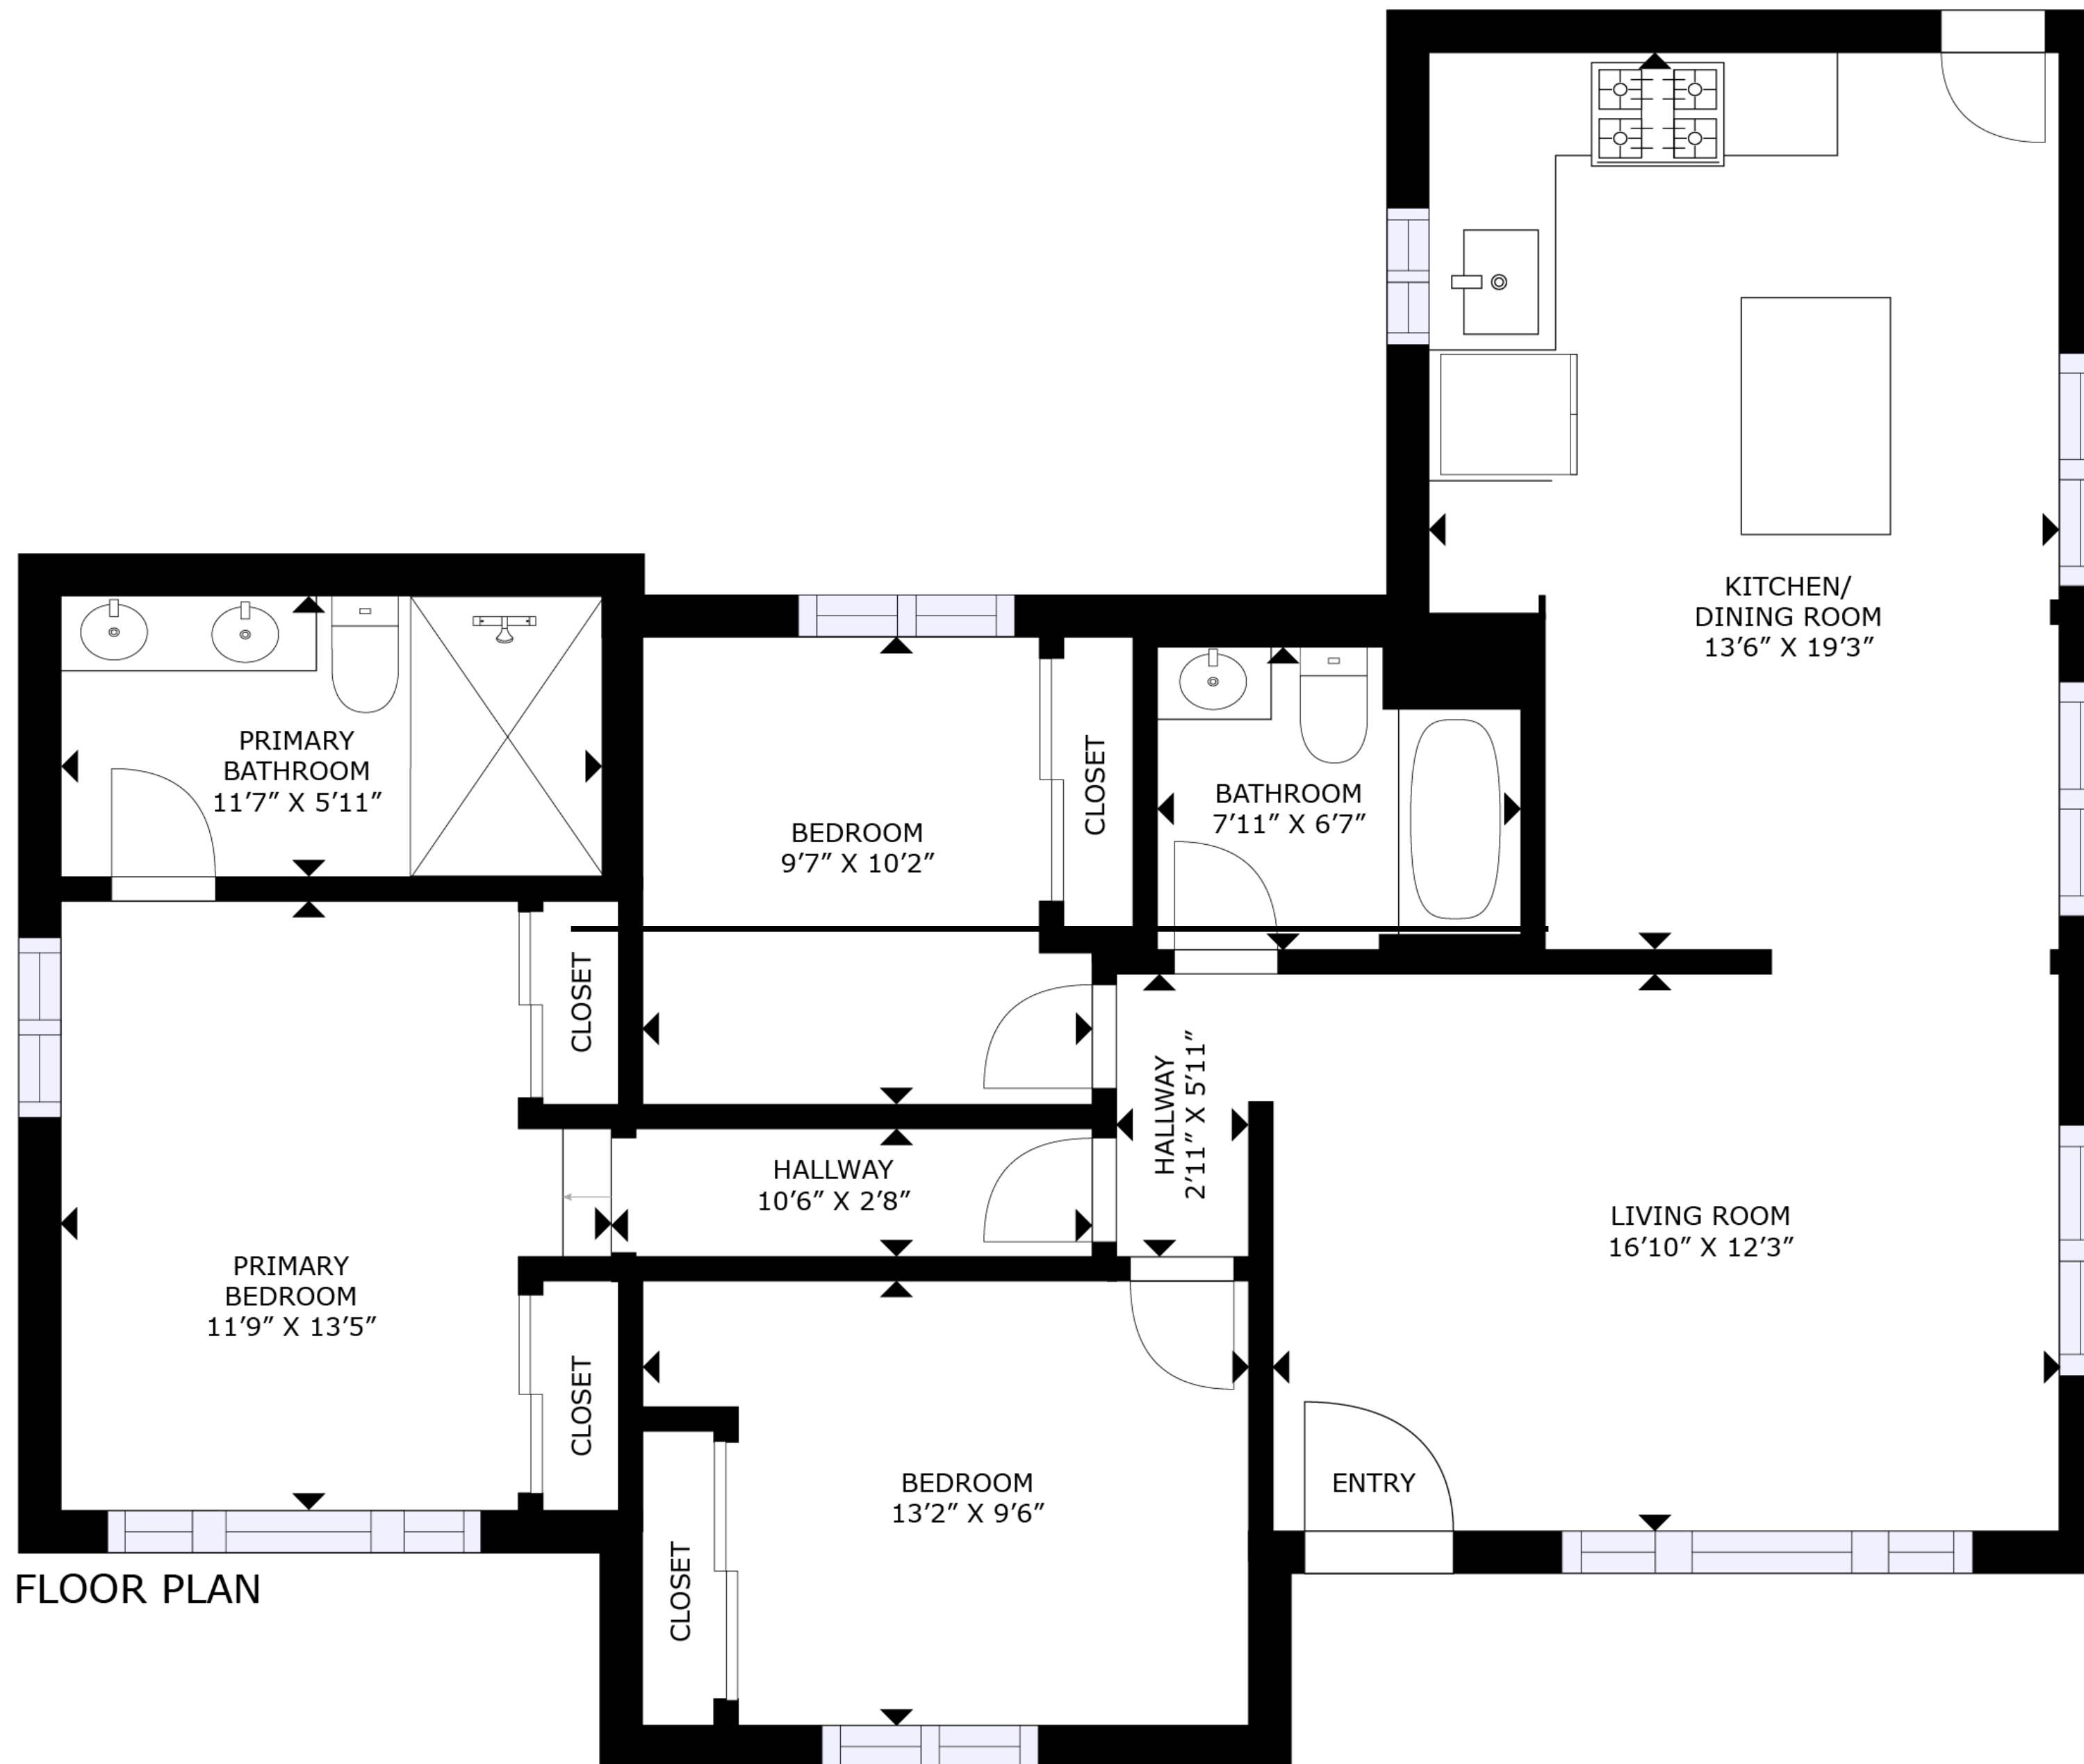 KITCHEN/
DINING ROOM
13’6” X 19’3”
PRIMARY
BATHROOM
11’7” X 5’11”
BEDROOM
9’7” X 10’2”
CLOSET
BATHROOM
7’11” X 6’7”
CLOSET
HALLWAY
2’11” X 5’11”
HALLWAY
10’6” X 2’8”
LIVING ROOM
16’10” X 12’3”
PRIMARY
BEDROOM
11’9” X 13’5”
CLOSET
BEDROOM
13’2” X 9’6”
ENTRY
CLOSET
FLOOR PLAN